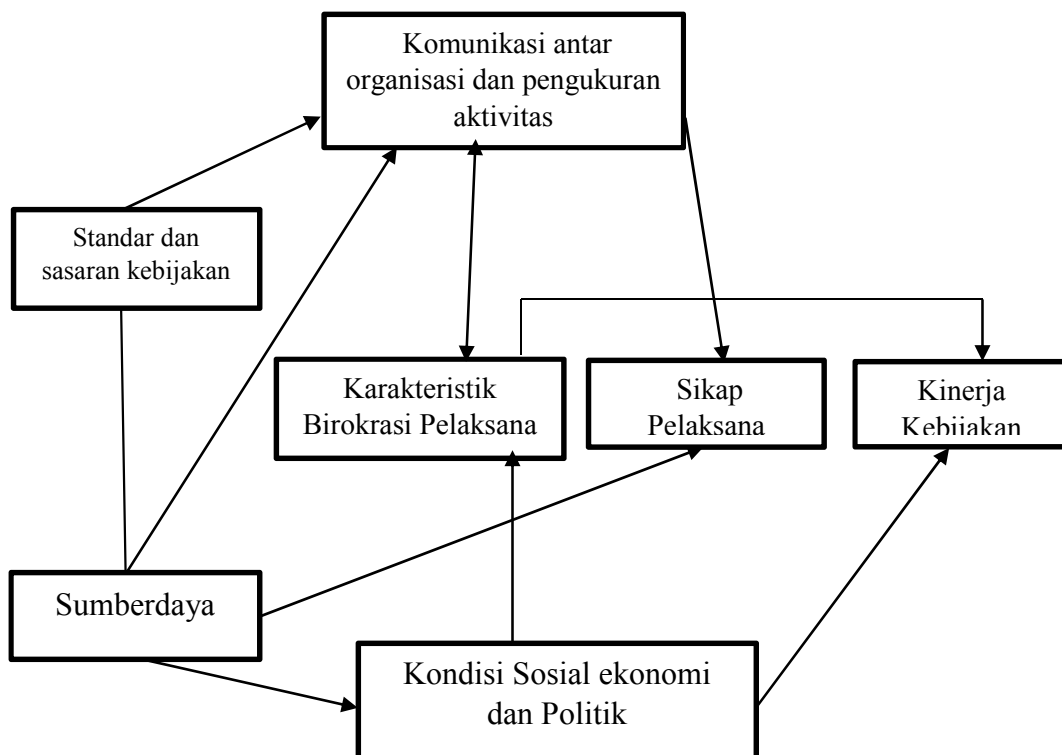 Komunikasi antar
organisasi dan pengukuran
aktivitas
Standar dan
sasaran kebijakan
Karakteristik
Birokrasi Pelaksana
Sikap
Pelaksana
Kinerja
Kebijakan
Sumberdaya
Kondisi Sosial ekonomi
dan Politik